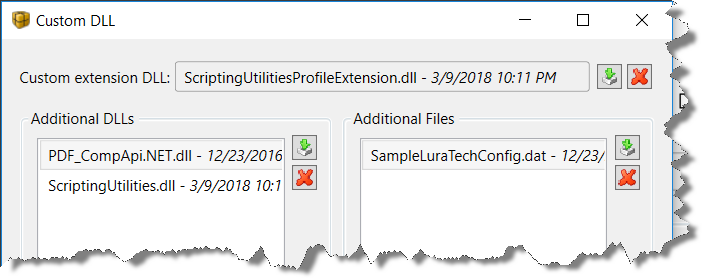 Custom DLL
Custom extension DLL: ScriptingUtilitiesProfileExtension.dll - 3/9/2018 10:11 PM
Additional DLLs
PDF_CompApi.NET.dll - 12/23/2016
ScriptingUtilities.dll - 3/9/2018 10:1
Additional Files
SampleLuraTechConfig.dat - 12/23/